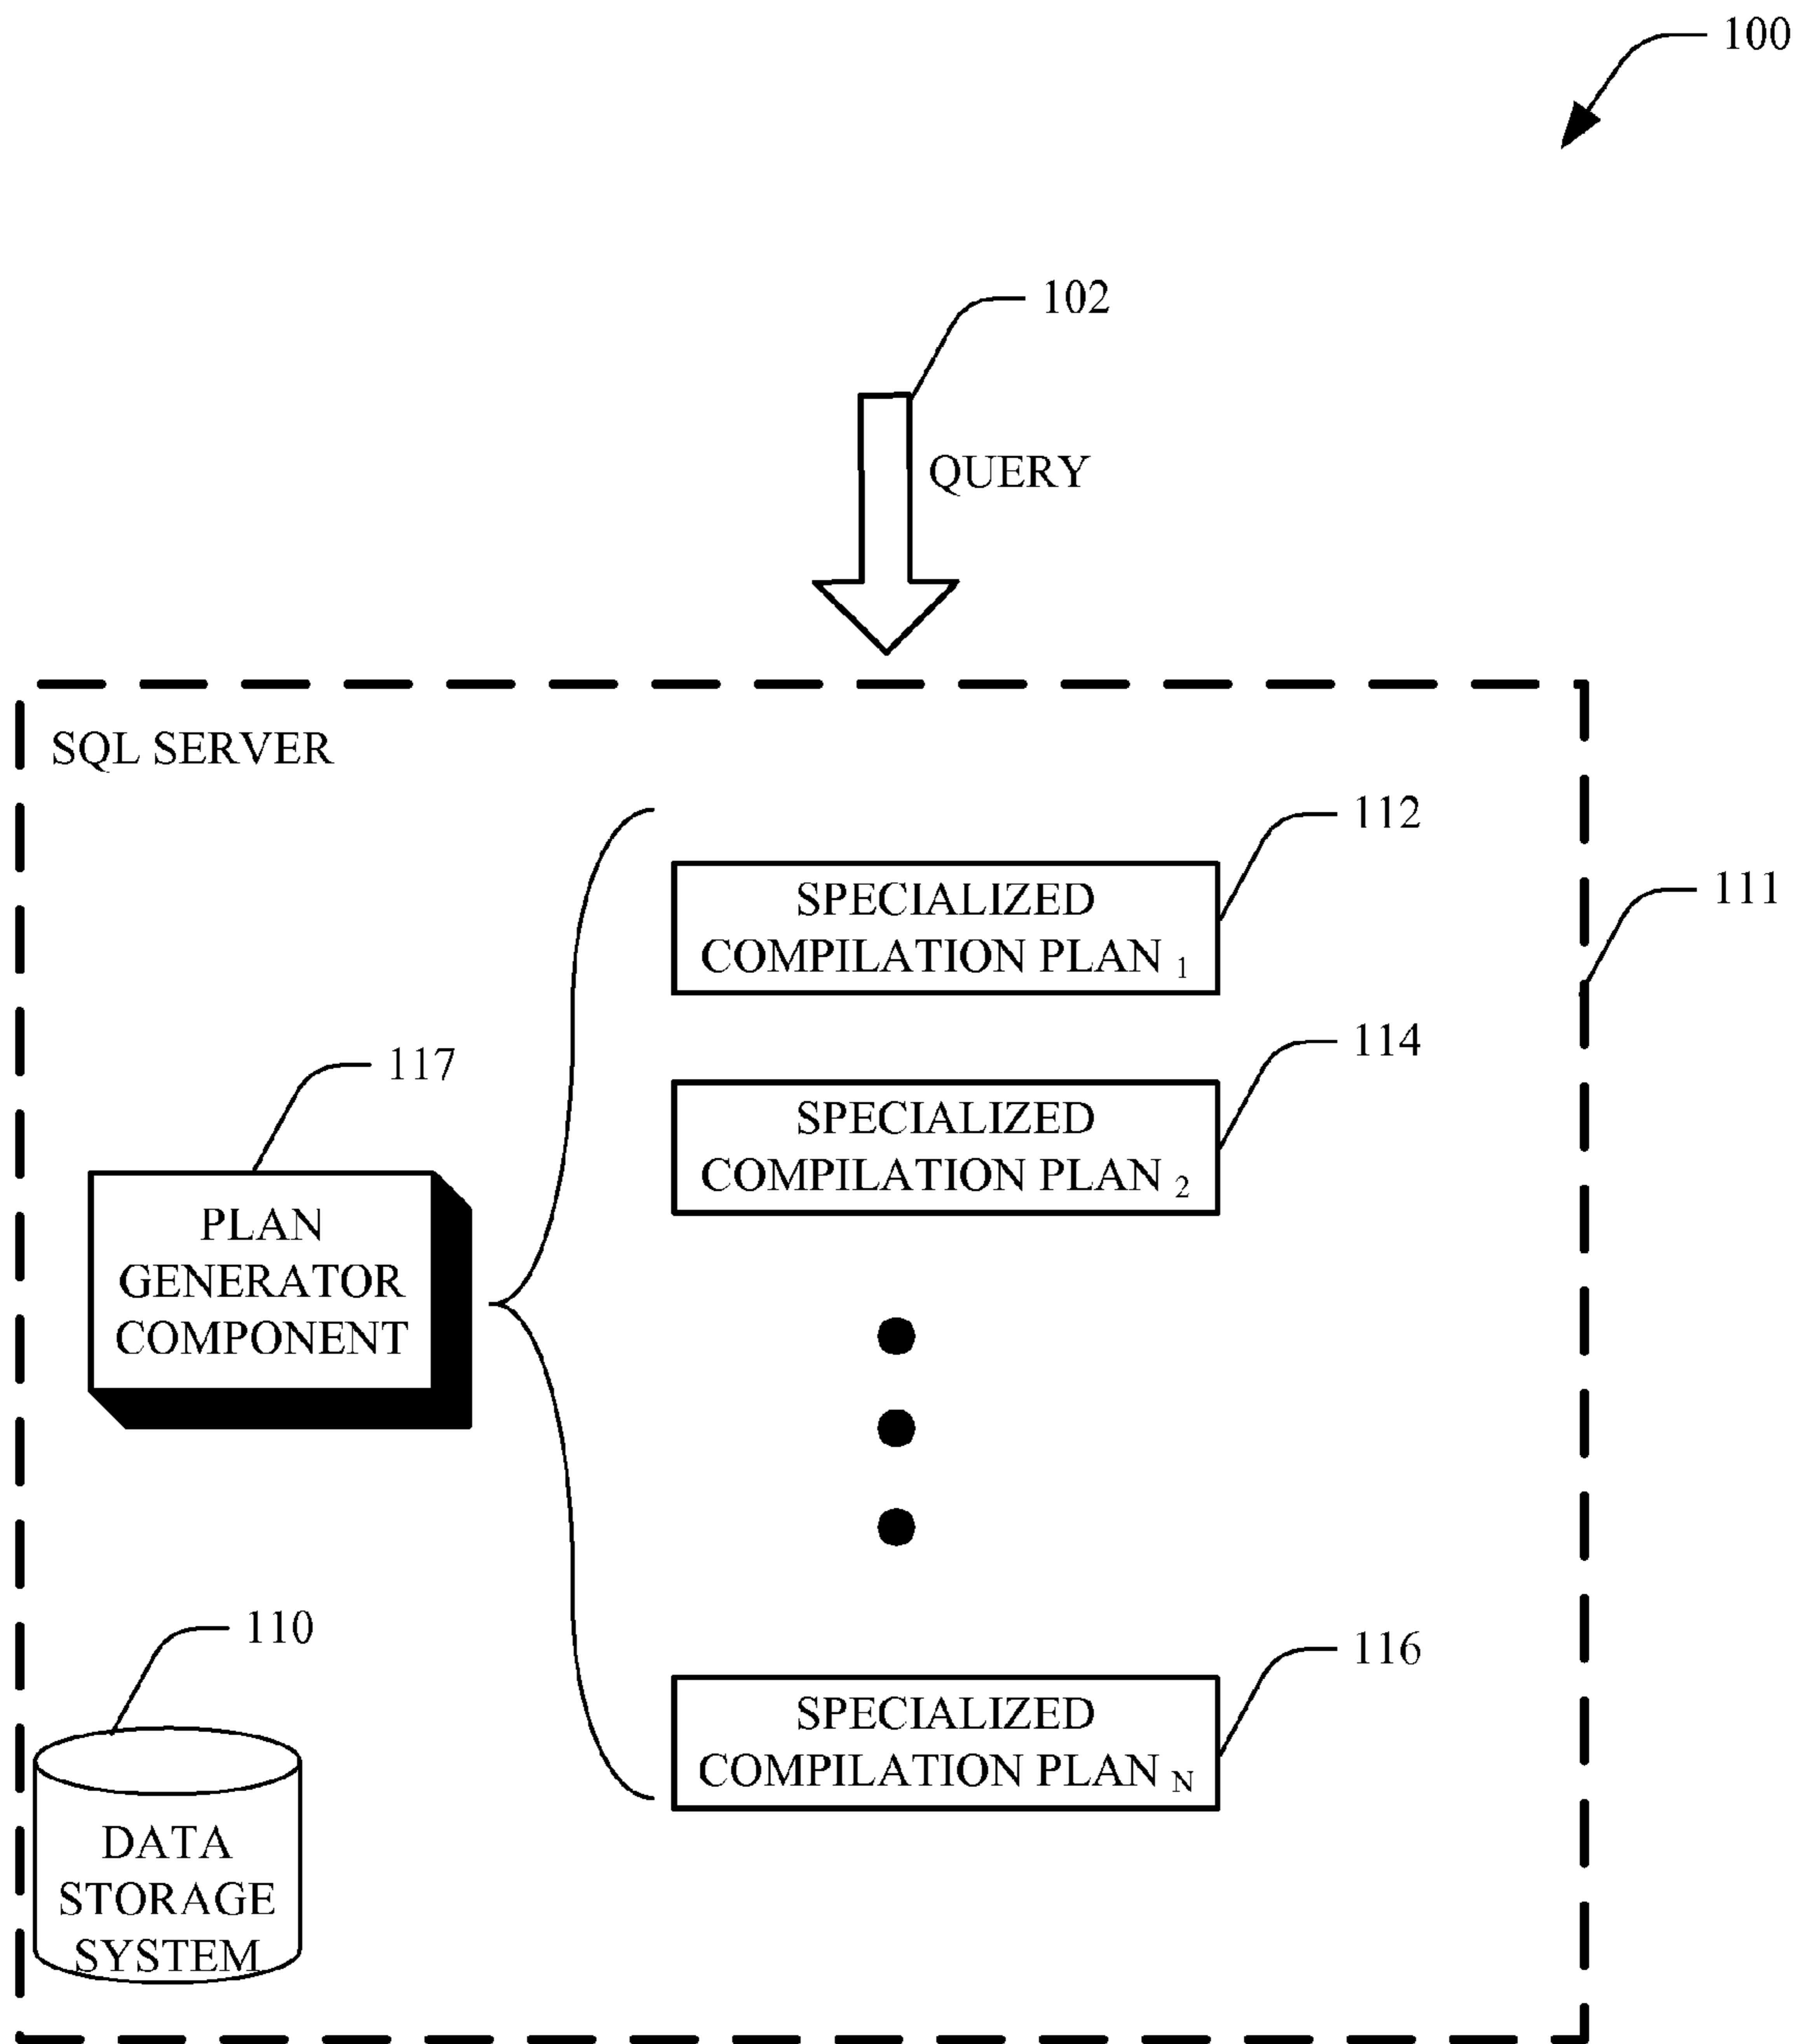 100
102
QUERY
SQL SERVER
112
SPECIALIZED
COMPILATION PLAN 1
111
114
117
SPECIALIZED
COMPILATION PLAN 2
PLAN
GENERATOR
COMPONENT
110
116
SPECIALIZED
COMPILATION PLAN N
DATA
STORAGE
SYSTEM